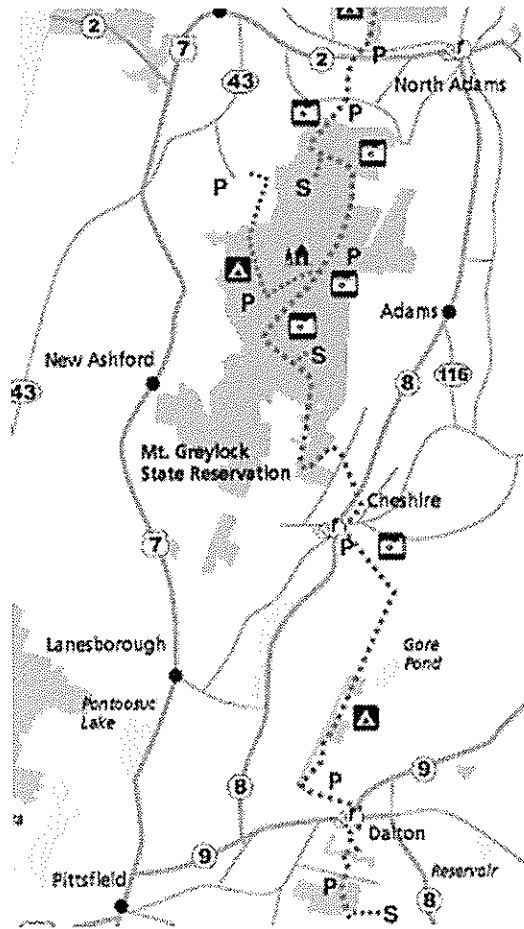 2
7
2
43
P
North Adams
P
P
S
P
P
Adams
New Ashford
S
8
116
43
Mt. Greylock
State Reservation
Cheshire
r
P
7
Lanesborough
Gore
Pond
Pontoosuc
Lake
8
P
9
r
Dalton
9
Reservoir
Pittsfield
P
8
S